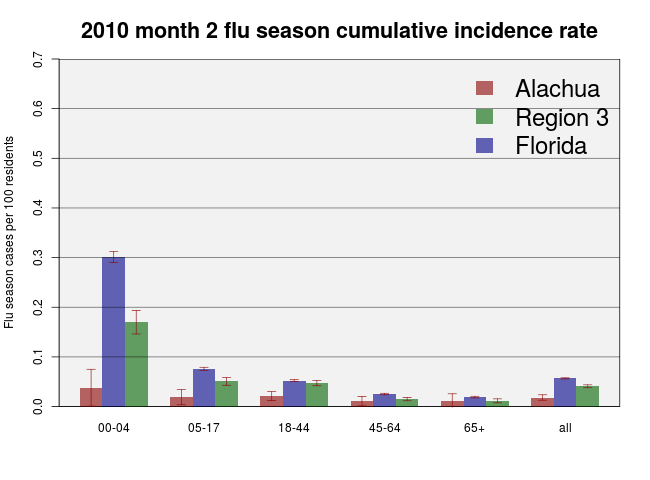 2010 month 2 flu season cumulative incidence rate
Flu season cases per 100 residents
0.7
0.6
0.5
0.4
0.3
0.2
0.1
0.0
Alachua
Region 3
Florida
00-04 05-17 18-44 45-64 65+ all